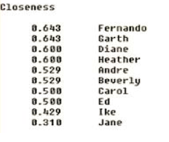 Closeness
0.643 Fernando
0.643 Garth
0.600 Diane
0.600 Heather
0.529 Andre
0.529 Beverly
0.500 Carol
0.500 Ed
0.429 Ike
0.310 Jane